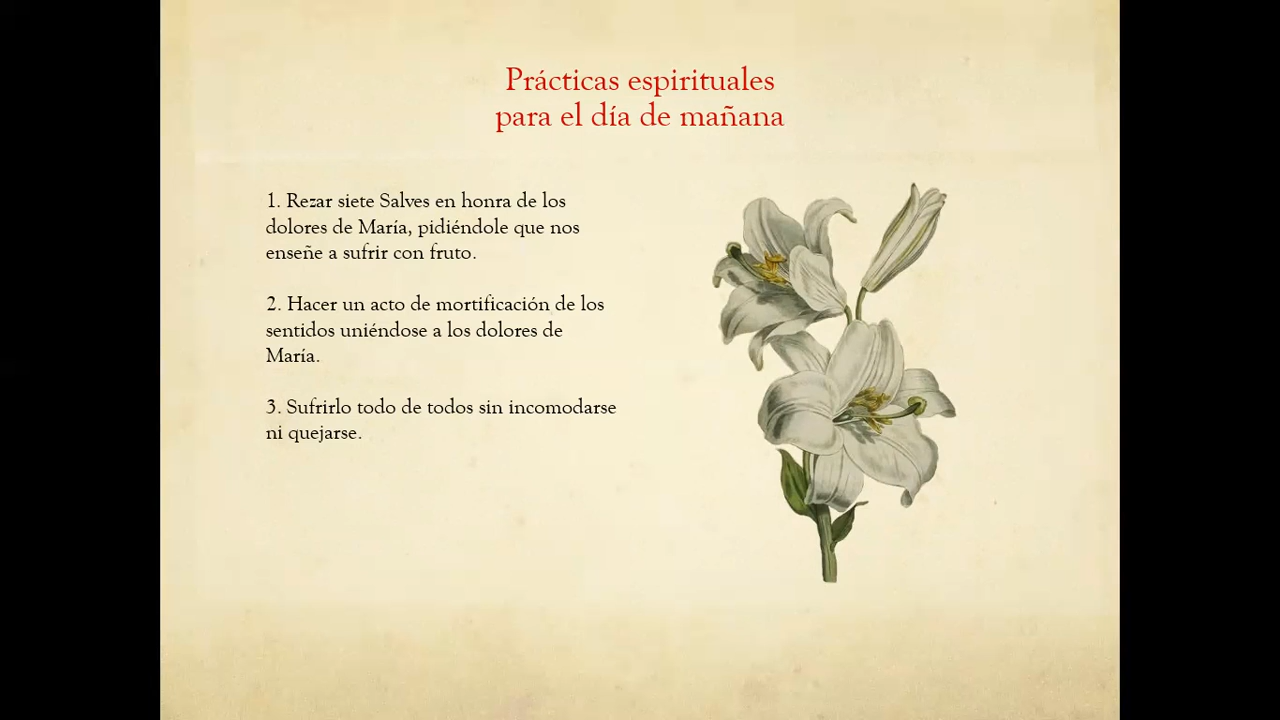 Prácticas espirituales
para el día de mañana
1. Rezar siete Salves en honra de los
dolores de María, pidiéndole que nos
enseñe a sufrir con fruto.
2. Hacer un acto de mortificación de los
sentidos uniéndose a los dolores de
María.
3. Sufrirlo todo de todos sin incomodarse
ni quejarse.